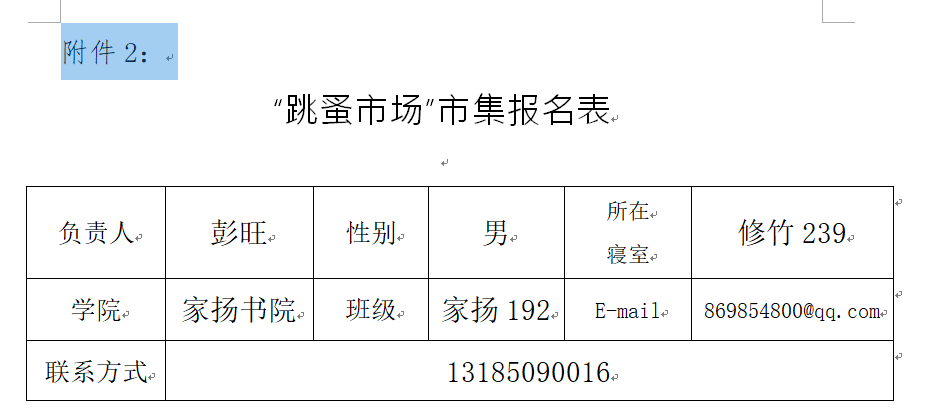 附件 2：
“跳蚤市场”市集报名表
负责人 彭旺 性别 男 所在寝室 修竹 239
学院 家扬书院 班级 家扬 192 E-mail 869854800@qq.com
联系方式 13185090016